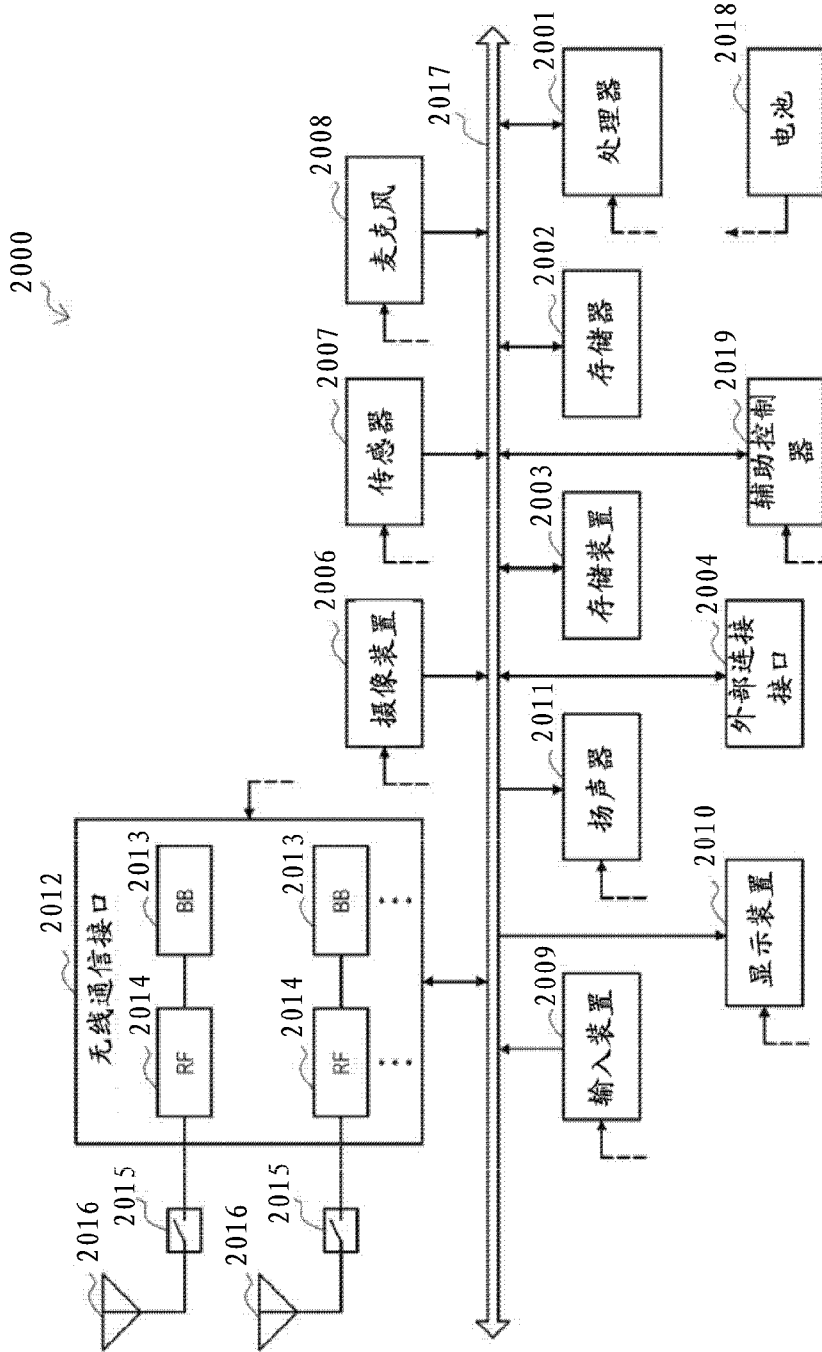 2000
2012
无线通信接口
2016
2015
2014
RF
2013
BB
2016
2015
2014
RF
2013
BB
2006
摄像装置
2007
传感器
2008
麦克风
2017
2009
输入装置
2011
扬声器
2003
存储装置
2002
存储器
2001
处理器
2010
显示装置
2004
外部连接
接口
2019
辅助控制
器
2018
电池